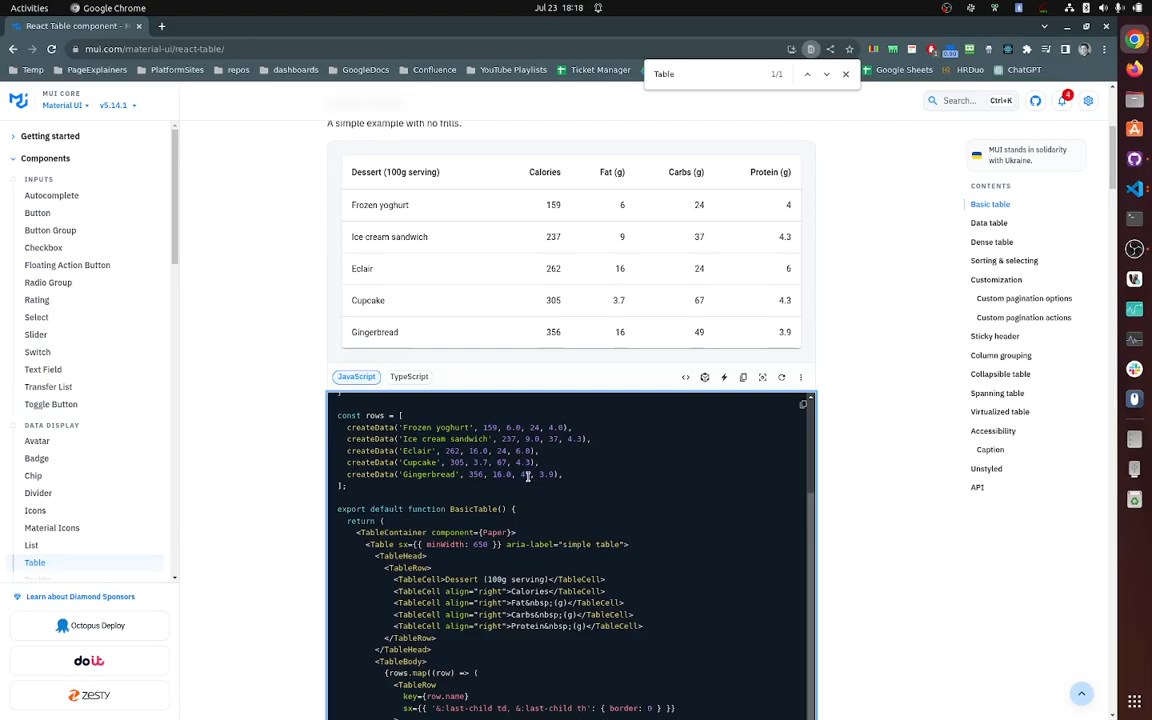 Activities
Google Chrome
Jul 23 18:18
React Table component -
mui.com/material-ui/react-table/
Temp
PageExplainers
PlatformSites
repos
dashboards
GoogleDocs
Confluence
YouTube Playlists
Ticket Manager
Google Sheets
HRDuo
ChatGPT
Table
1/1
MUI CORE
Material UI
v5.14.1
Search...
Ctrl+K
4
Getting started
Components
INPUTS
Autocomplete
Button
Button Group
Checkbox
Floating Action Button
Radio Group
Rating
Select
Slider
Switch
Text Field
Transfer List
Toggle Button
DATA DISPLAY
Avatar
Badge
Chip
Divider
Icons
Material Icons
List
Table
Learn about Diamond Sponsors
Octopus Deploy
doit
ZESTY
A simple example with no frills.
Dessert (100g serving) Calories Fat (g) Carbs (g) Protein (g)
Frozen yoghurt 159 6 24 4
Ice cream sandwich 237 9 37 4.3
Eclair 262 16 24 6
Cupcake 305 3.7 67 4.3
Gingerbread 356 16 49 3.9
JavaScript
TypeScript
const rows = [
createData('Frozen yoghurt', 159, 6.0, 24, 4.0),
createData('Ice cream sandwich', 237, 9.0, 37, 4.3),
createData('Eclair', 262, 16.0, 24, 6.0),
createData('Cupcake', 305, 3.7, 67, 4.3),
createData('Gingerbread', 356, 16.0, 49, 3.9),
];
export default function BasicTable() {
return (
<TableContainer component={Paper}>
<Table sx={{ minWidth: 650 }} aria-label="simple table">
<TableHead>
<TableRow>
<TableCell>Dessert (100g serving)</TableCell>
<TableCell align="right">Calories</TableCell>
<TableCell align="right">Fat&nbsp;(g)</TableCell>
<TableCell align="right">Carbs&nbsp;(g)</TableCell>
<TableCell align="right">Protein&nbsp;(g)</TableCell>
</TableRow>
</TableHead>
<TableBody>
{rows.map((row) => (
<TableRow
key={row.name}
sx={{ '&:last-child td, &:last-child th': { border: 0 } }}
MUI stands in solidarity
with Ukraine.
CONTENTS
Basic table
Data table
Dense table
Sorting & selecting
Customization
Custom pagination options
Custom pagination actions
Sticky header
Column grouping
Collapsible table
Spanning table
Virtualized table
Accessibility
Caption
Unstyled
API